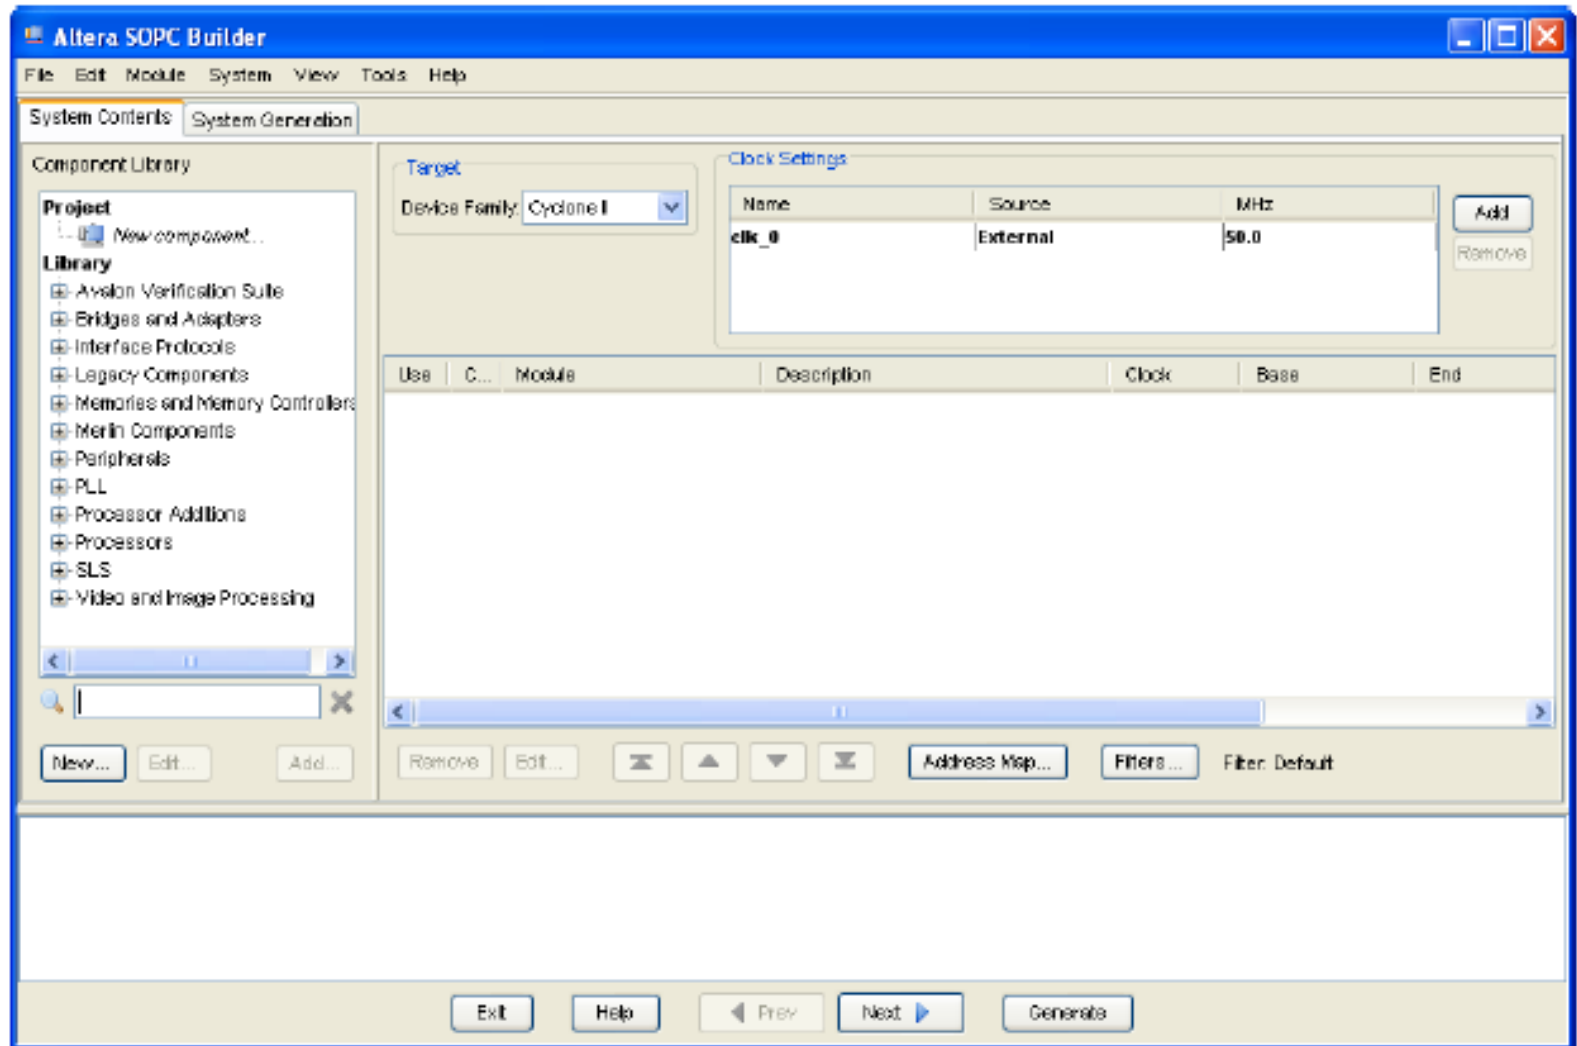 Altera SOPC Builder
File Edit Module System View Tools Help
System Contents System Generation
Component Library
Project
New component...
Library
Avalon Verification Suite
Bridges and Adapters
Interface Protocols
Legacy Components
Memories and Memory Controllers
Merlin Components
Peripherals
PLL
Processor Additions
Processors
SLS
Video and Image Processing
New... Edit... Add...
Target
Device Family: Cyclone II
Clock Settings
Name Source MHz
clk_0 External 50.0
Add
Remove
Use C... Module Description Clock Base End
Remove Edit... Address Map... Filters... Filter: Default
Exit Help Prev Next Generate